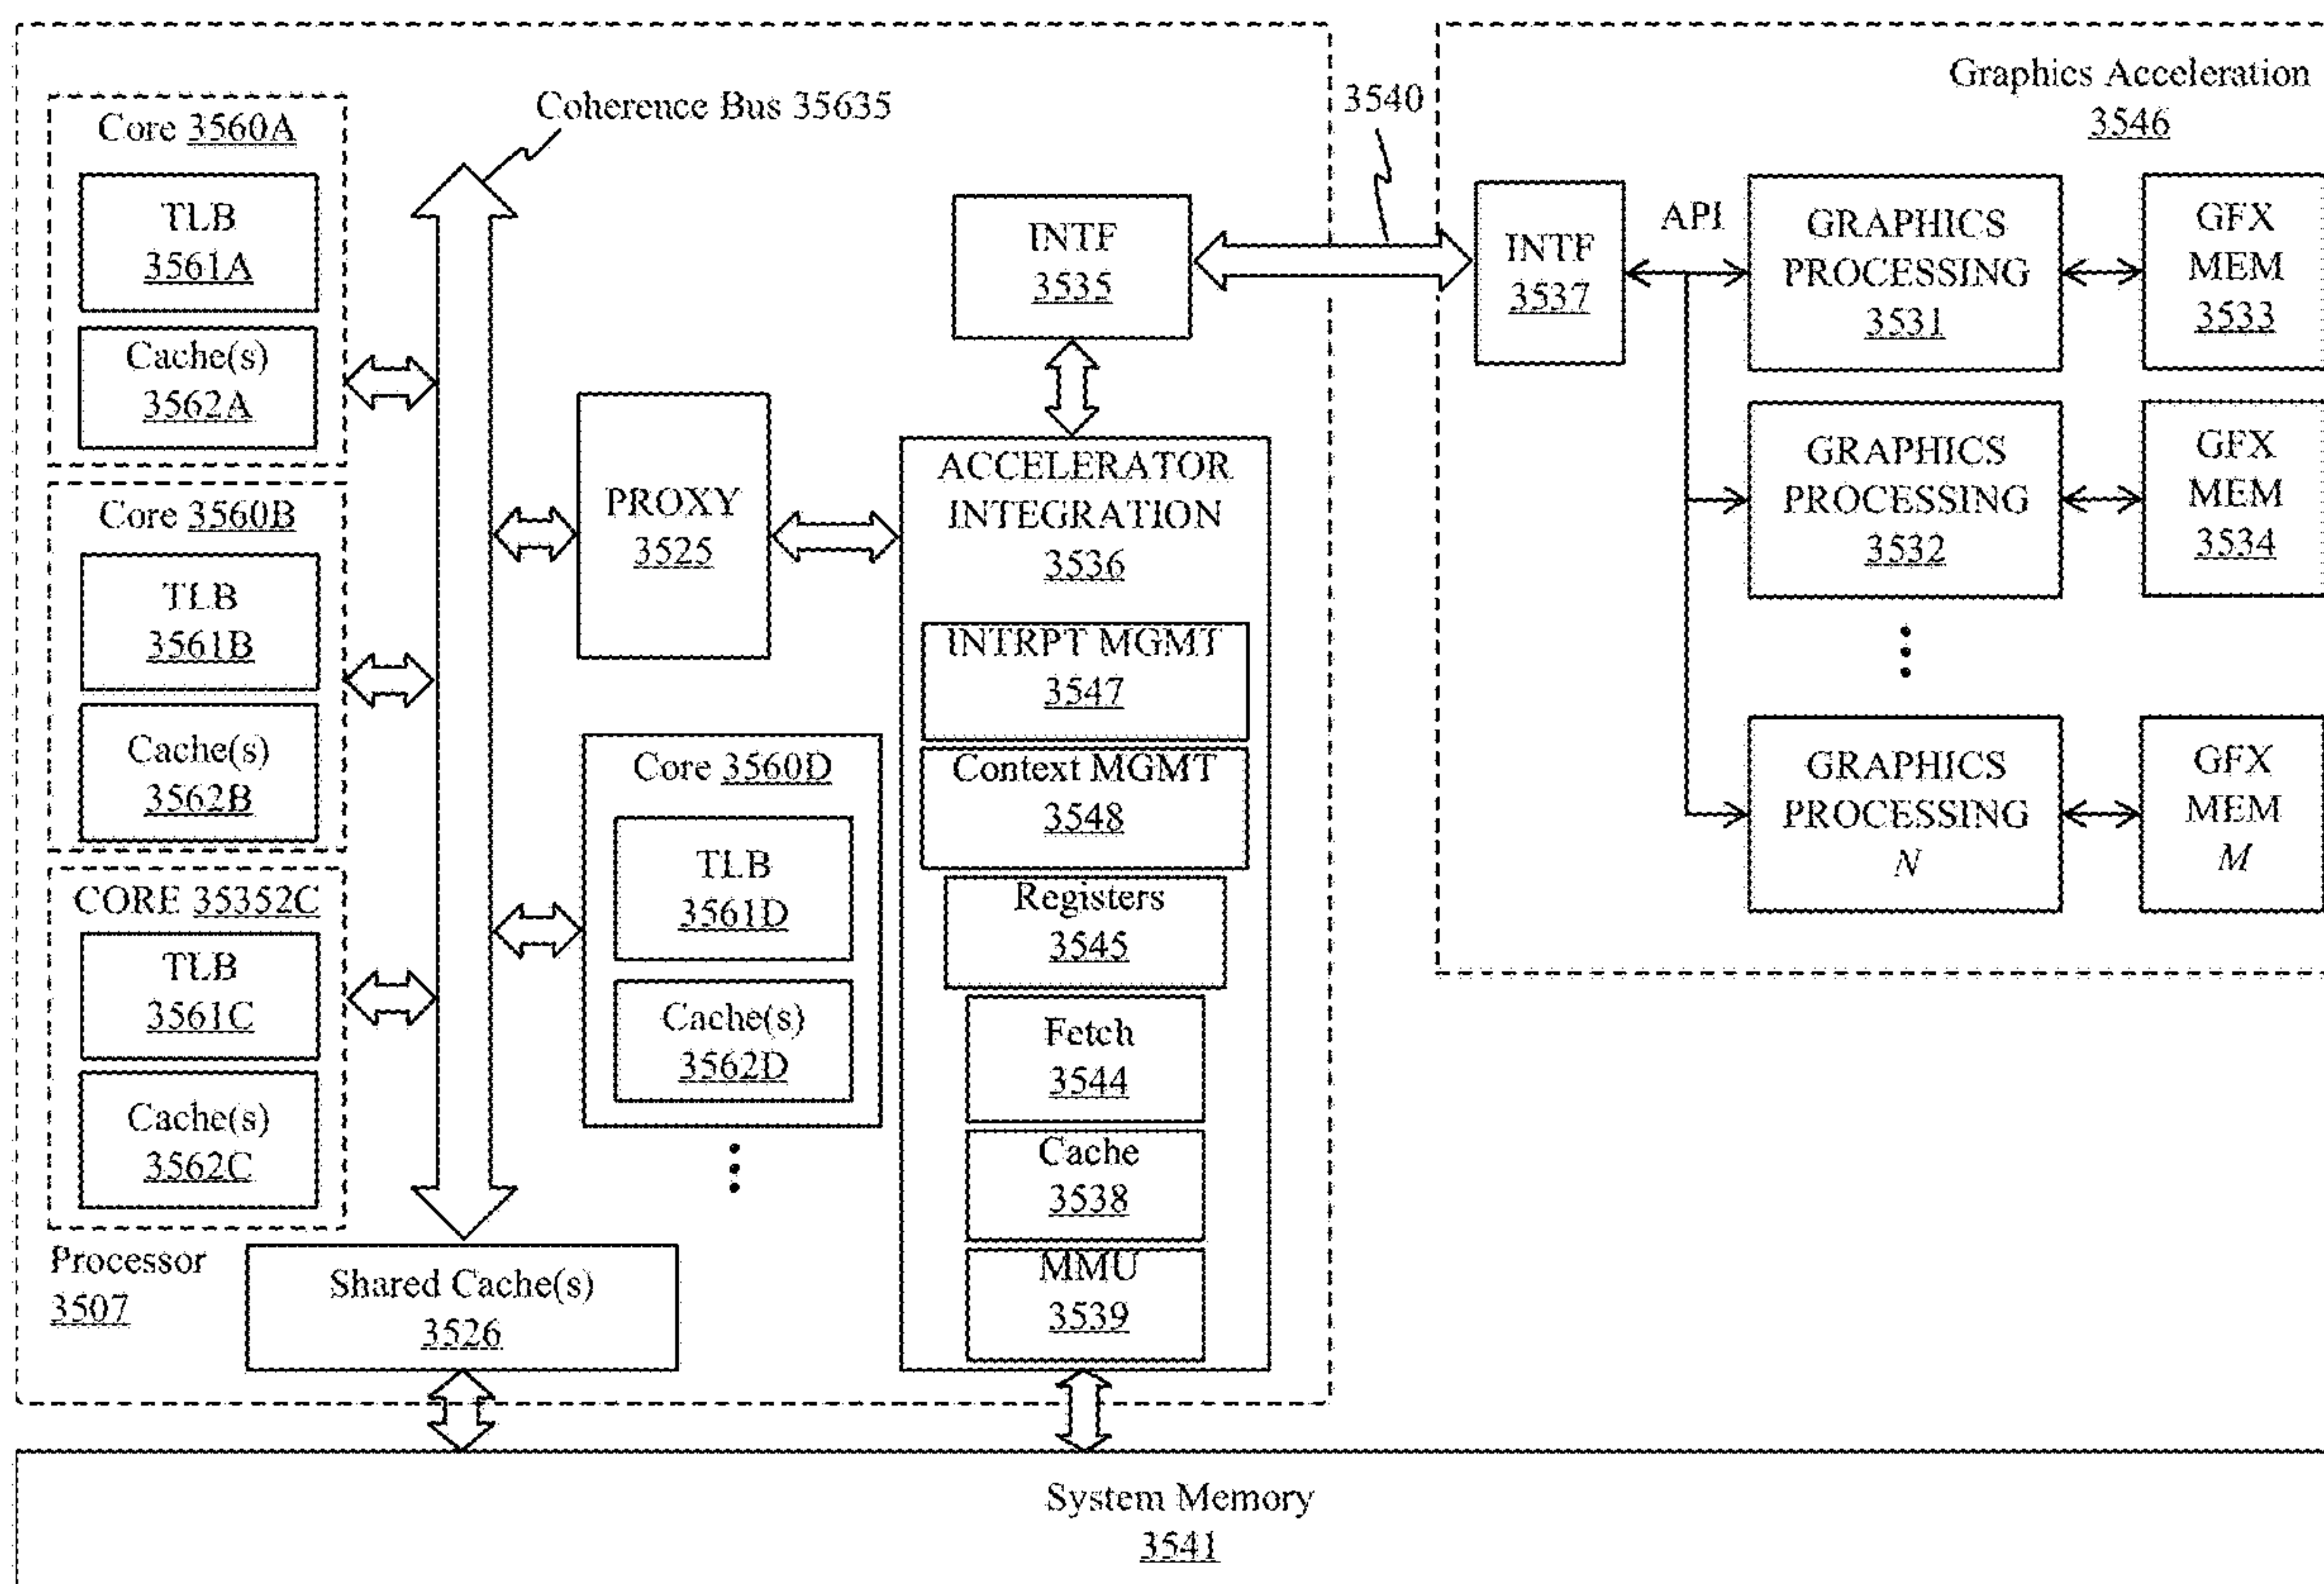 Core 3560A
TLB
3561A
Cache(s)
3562A
Core 3560B
TLB
3561B
Cache(s)
3562B
CORE 35352C
TLB
3561C
Cache(s)
3562C
Processor
3507
Coherence Bus 35635
PROXY
3525
Core 3560D
TLB
3561D
Cache(s)
3562D
Shared Cache(s)
3526
INTF
3535
ACCELERATOR
INTEGRATION
3536
INTRPT MGMT
3547
Context MGMT
3548
Registers
3545
Fetch
3544
Cache
3538
MMU
3539
3540
Graphics Acceleration
3546
INTF
3537
API
GRAPHICS
PROCESSING
3531
GFX
MEM
3533
GRAPHICS
PROCESSING
3532
GFX
MEM
3534
GRAPHICS
PROCESSING
N
GFX
MEM
M
System Memory
3541